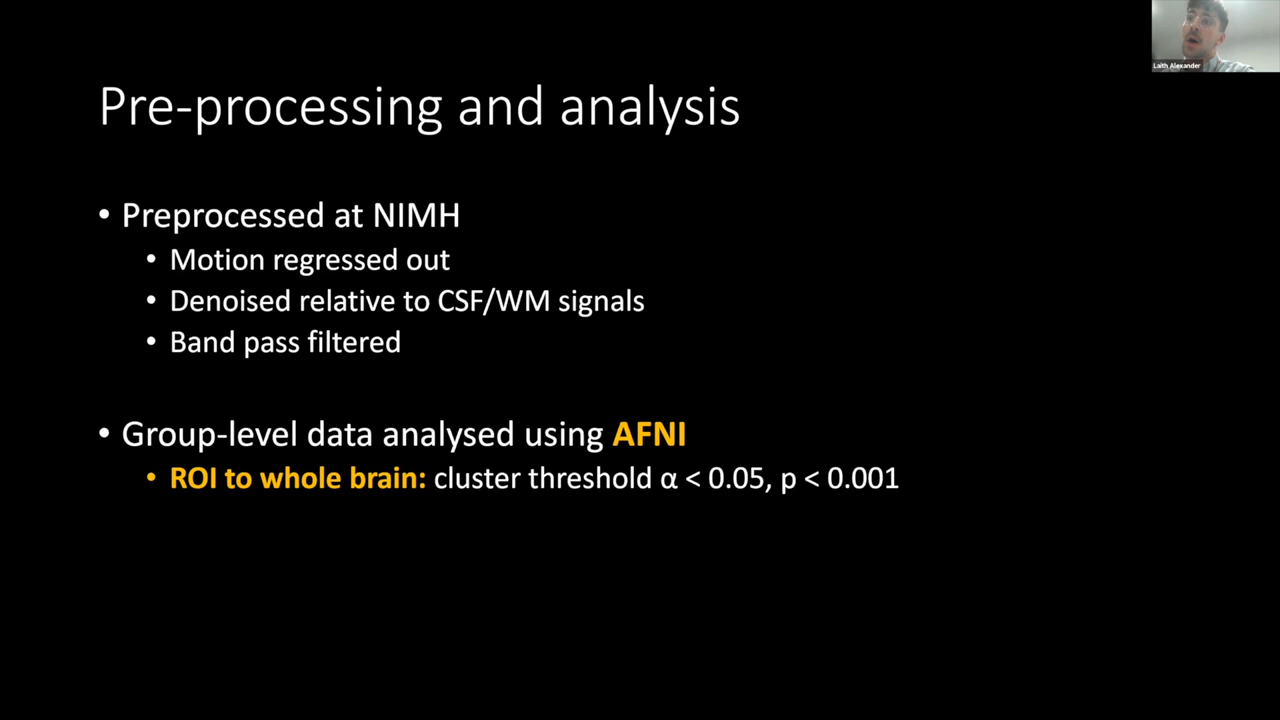 Laith Alexander
Pre-processing and analysis
• Preprocessed at NIMH
• Motion regressed out
• Denoised relative to CSF/WM signals
• Band pass filtered
• Group-level data analysed using AFNI
• ROI to whole brain: cluster threshold α < 0.05, p < 0.001